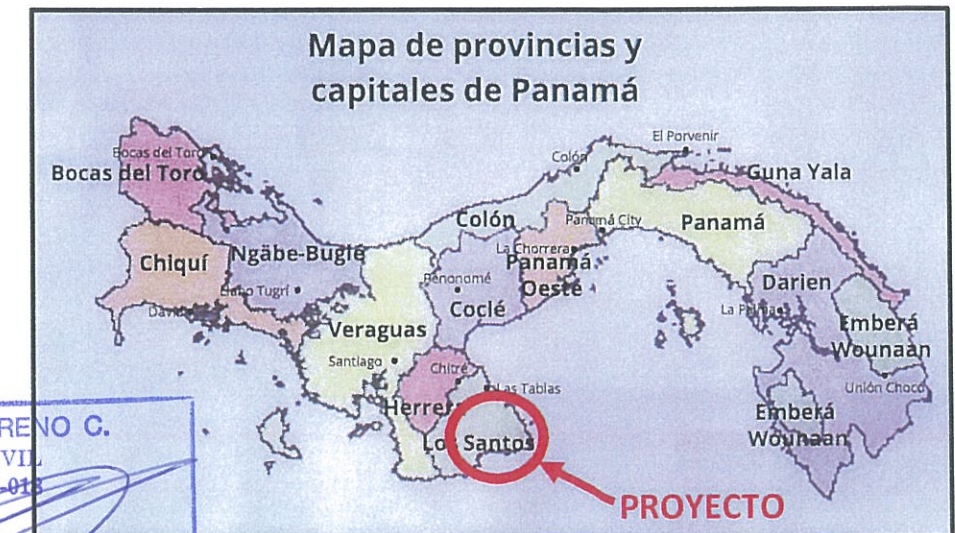 Mapa de provincias y
capitales de Panamá
El Porvenir
Bocas del Toro
Colón
Bocas del Toro
Guna Yala
Colón
Panamá City
Panamá
Ngäbe-Buglé
La Chorrera
Chiquí
Panamá
Oeste
Penonomé
Darien
Tugrí
Coclé
David
La Palma
Emberá
Wounaan
Veraguas
Santiago
Chitré
Unión Chocó
Las Tablas
Herrera
Emberá
Wounaan
Los Santos
RENO C.
VIL
PROYECTO